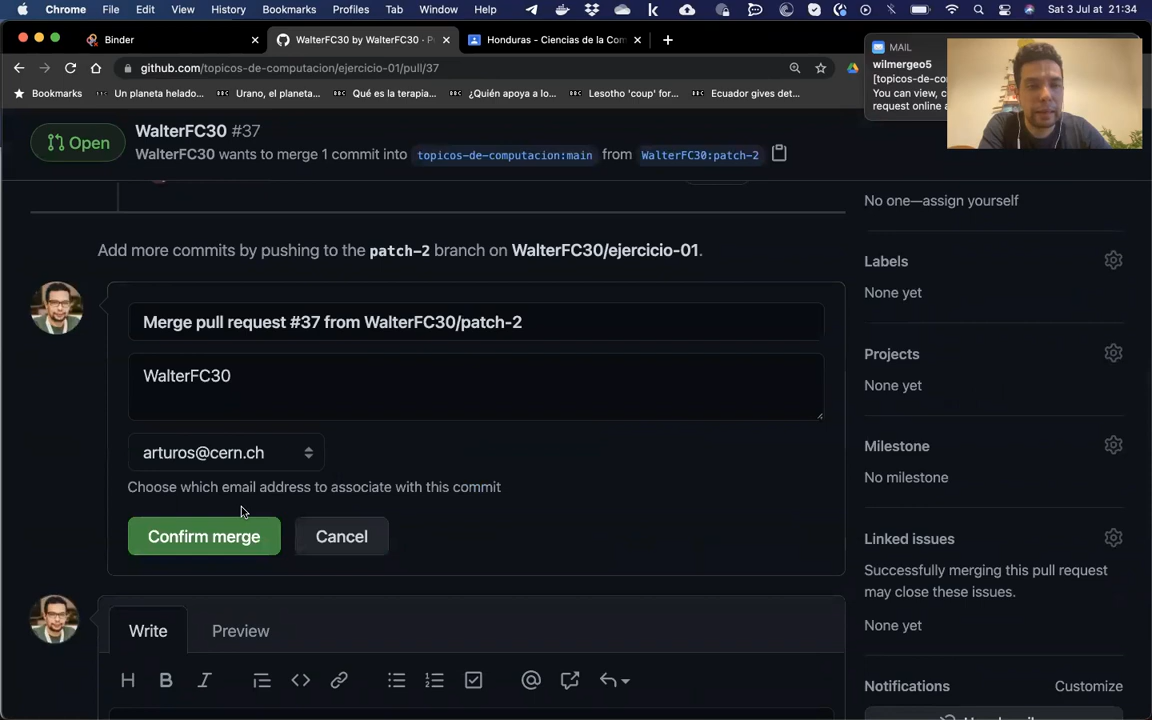 Chrome File Edit View History Bookmarks Profiles Tab Window Help Sat 3 Jul at 21:34
Binder × WalterFC30 by WalterFC30 · P × Honduras - Ciencias de la Com × +
github.com/topicos-de-computacion/ejercicio-01/pull/37
Bookmarks Un planeta helado... Urano, el planeta... Qué es la terapia... ¿Quién apoya a lo... Lesotho 'coup' for... Ecuador gives det...
MAIL
wilmergeo5
[topicos-de-co
You can view, c
request online a
Open
WalterFC30 #37
WalterFC30 wants to merge 1 commit into topicos-de-computacion:main from WalterFC30:patch-2
Add more commits by pushing to the patch-2 branch on WalterFC30/ejercicio-01.
Merge pull request #37 from WalterFC30/patch-2
WalterFC30
arturos@cern.ch
Choose which email address to associate with this commit
Confirm merge Cancel
Write Preview
No one—assign yourself
Labels
None yet
Projects
None yet
Milestone
No milestone
Linked issues
Successfully merging this pull request
may close these issues.
None yet
Notifications Customize